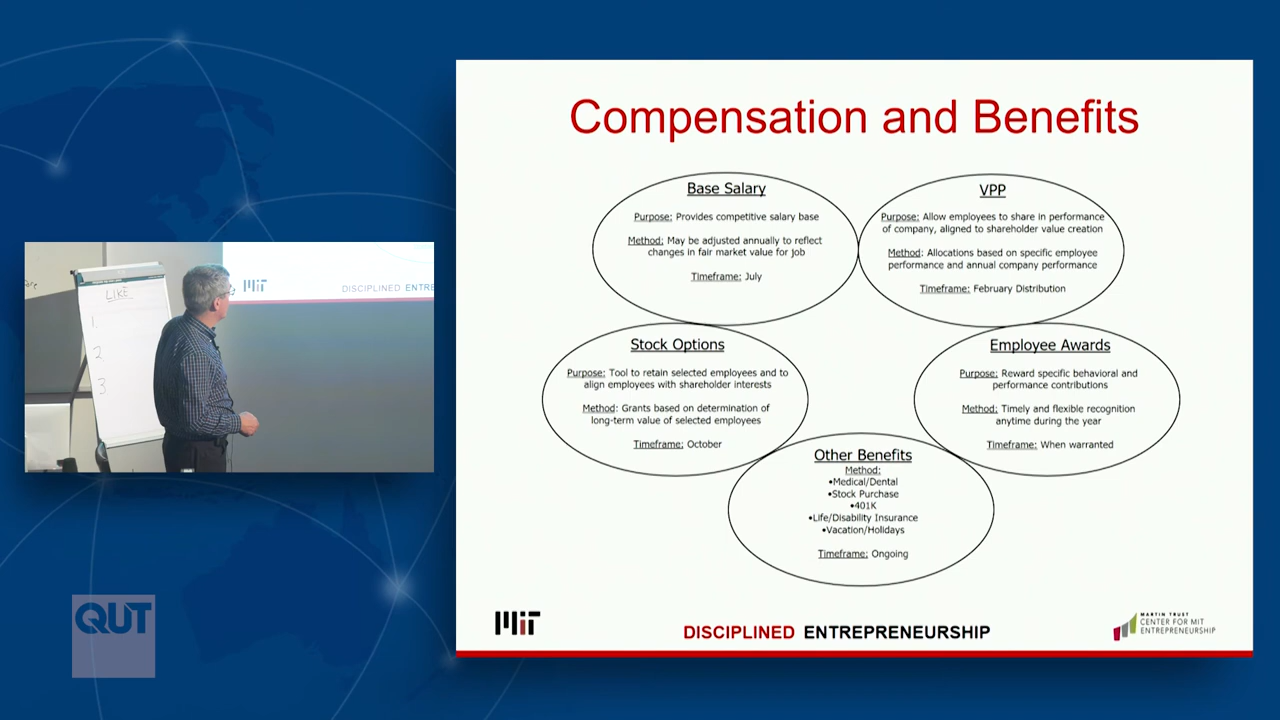 Compensation and Benefits
Base Salary
Purpose: Provides competitive salary base
Method: May be adjusted annually to reflect
changes in fair market value for job
Timeframe: July
VPP
Purpose: Allow employees to share in performance
of company, aligned to shareholder value creation
Method: Allocations based on specific employee
performance and annual company performance
Timeframe: February Distribution
Stock Options
Purpose: Tool to retain selected employees and to
align employees with shareholder interests
Method: Grants based on determination of
long-term value of selected employees
Timeframe: October
Employee Awards
Purpose: Reward specific behavioral and
performance contributions
Method: Timely and flexible recognition
anytime during the year
Timeframe: When warranted
Other Benefits
Method:
•Medical/Dental
•Stock Purchase
•401K
•Life/Disability Insurance
•Vacation/Holidays
Timeframe: Ongoing
MIT
DISCIPLINED ENTREPRENEURSHIP
MARTIN TRUST
CENTER FOR MIT
ENTREPRENEURSHIP
LIKE
1.
2
3
MIT
DISCIPLINED ENTRE
QUT